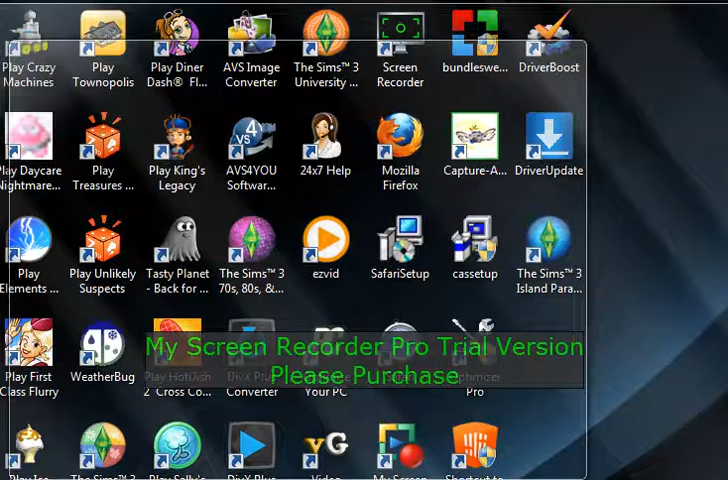 Play Crazy Machines
Play Townopolis
Play Diner Dash® Fl...
AVS Image Converter
The Sims™ 3 University ...
Screen Recorder
bundleswe...
DriverBoost
Play Daycare Nightmare...
Play Treasures ...
Play King's Legacy
AVS4YOU Softwar...
24x7 Help
Mozilla Firefox
Capture-A...
DriverUpdate
Play Elements ...
Play Unlikely Suspects
Tasty Planet - Back for ...
The Sims™ 3 70s, 80s, &...
ezvid
SafariSetup
cassetup
The Sims™ 3 Island Para...
My Screen Recorder Pro Trial Version
Please Purchase
Play First Class Flurry
WeatherBug
Play HotDish 2 Cross Co...
DivX Plus Converter
Your PC
Optimizer Pro
Play Ice
The Sims™ 3
Play Sally's
DivX Plus
Video
My Screen
Shortcut to